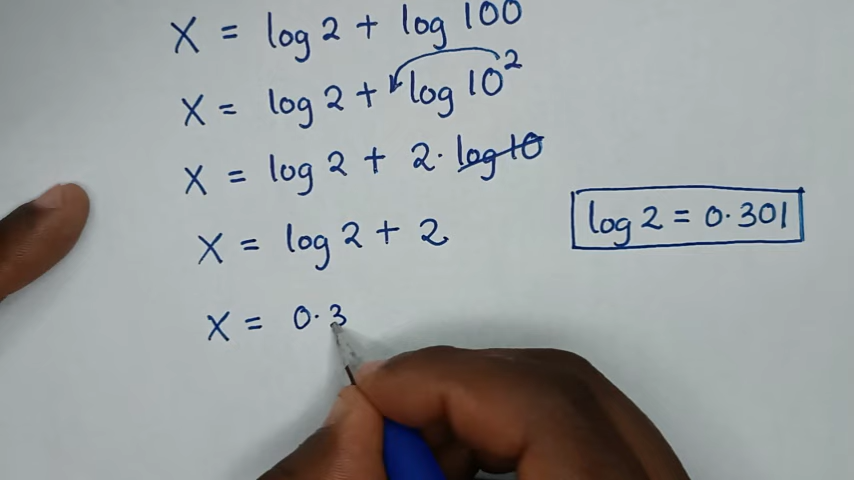 X = log 2 + log 100
X = log 2 + log 10²
X = log 2 + 2 · log 10
X = log 2 + 2
log 2 = 0.301
X = 0.3